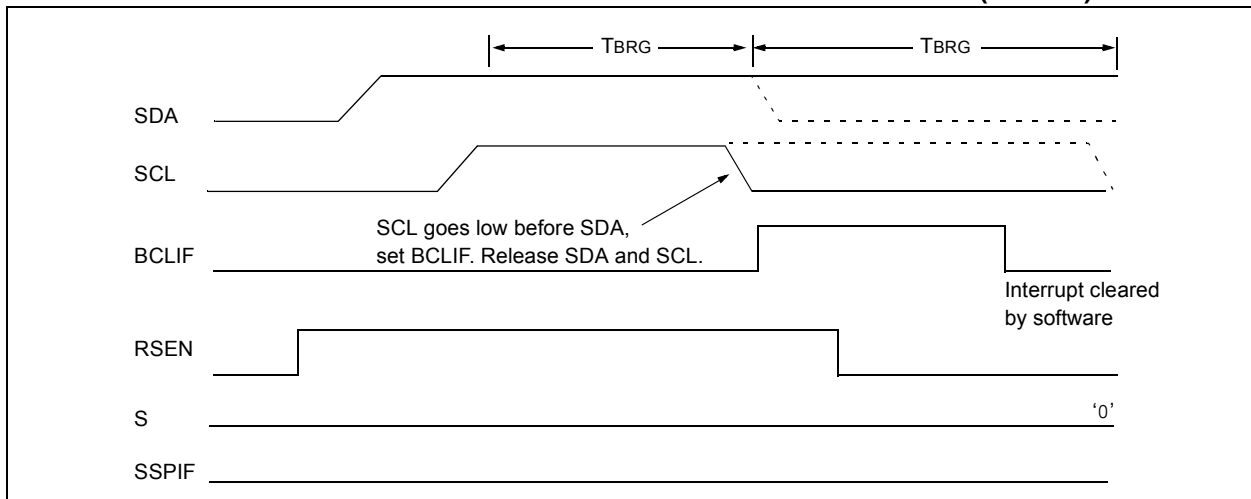 TBRG TBRG
SDA
SCL
SCL goes low before SDA,
set BCLIF. Release SDA and SCL.
BCLIF
Interrupt cleared
by software
RSEN
S ‘0’
SSPIF